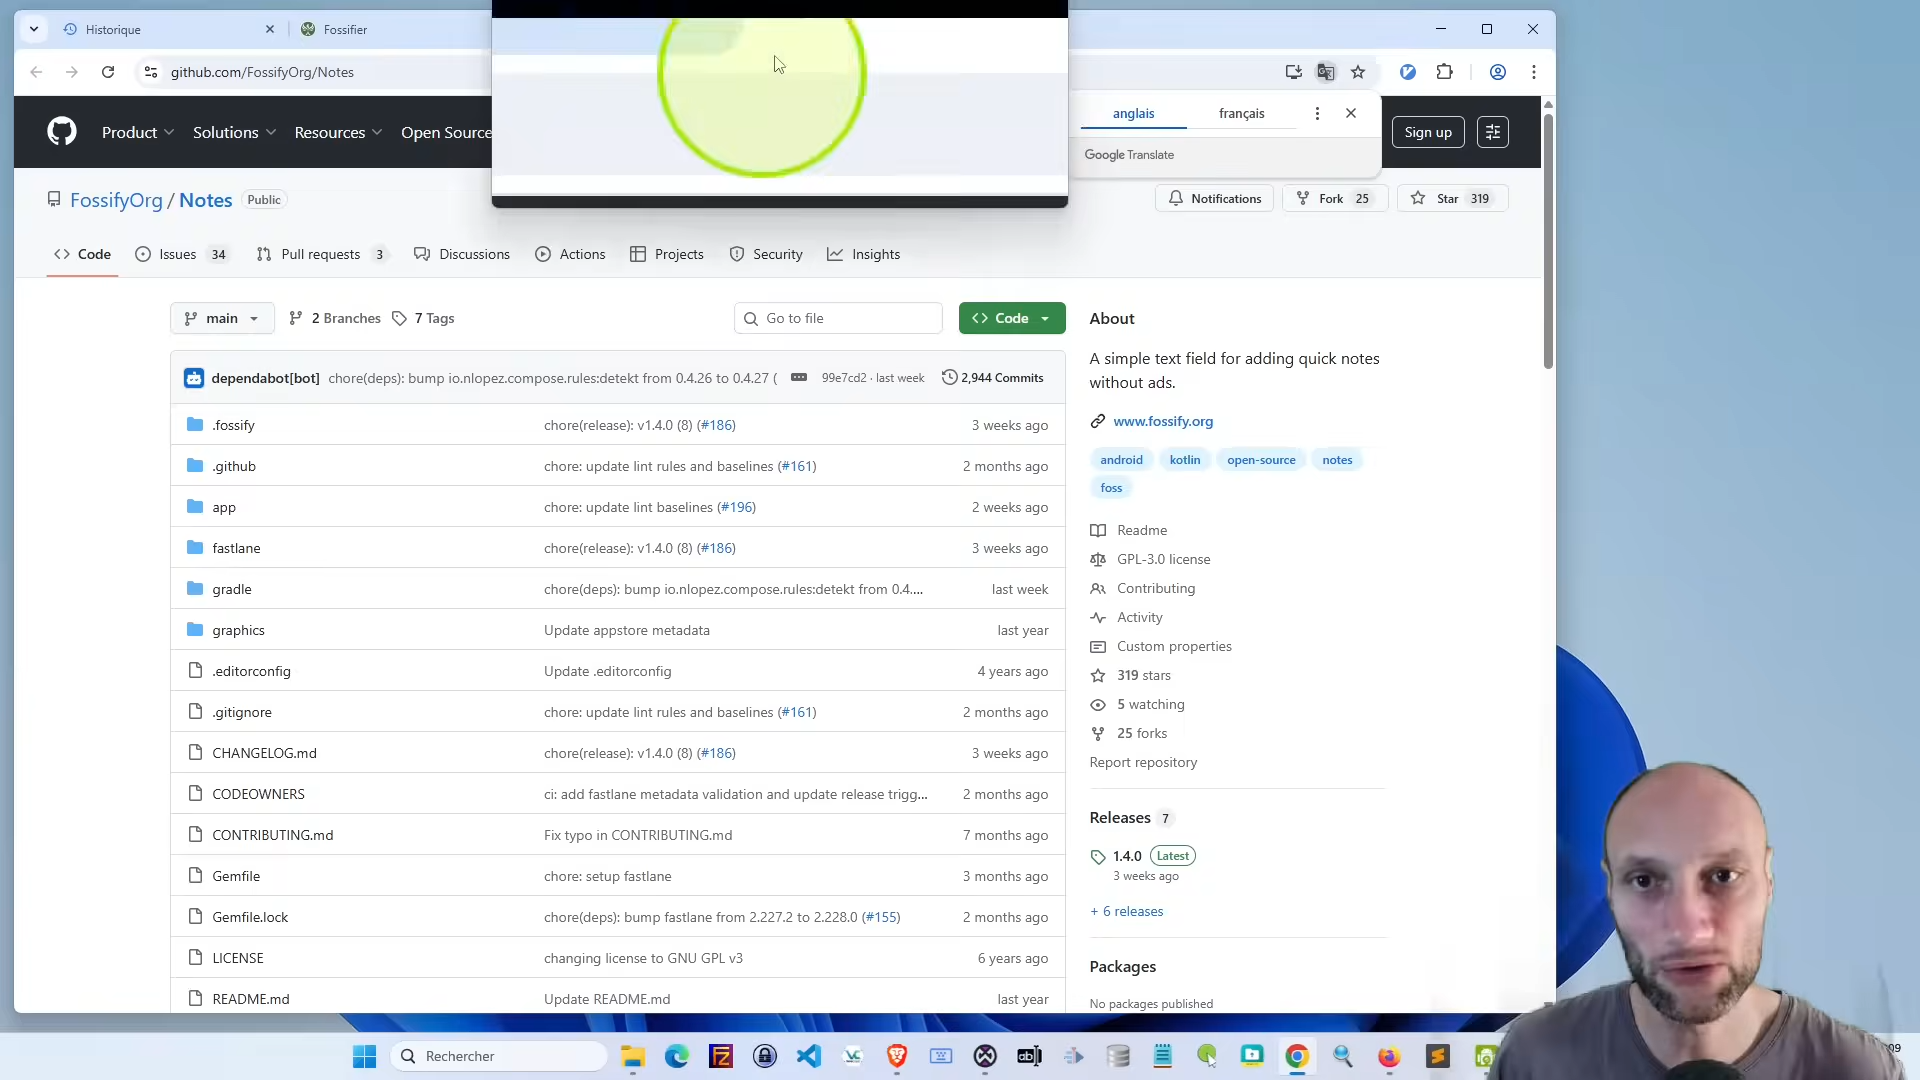 Historique
Fossifier
github.com/FossifyOrg/Notes
anglais
français
Google Translate
Product
Solutions
Resources
Open Source
Sign up
FossifyOrg / Notes
Public
Notifications
Fork 25
Star 319
Code
Issues 34
Pull requests 3
Discussions
Actions
Projects
Security
Insights
main
2 Branches
7 Tags
Go to file
Code
dependabot[bot] chore(deps): bump io.nlopez.compose.rules:detekt from 0.4.26 to 0.4.27 ( 99e7cd2 · last week 2,944 Commits
.fossify chore(release): v1.4.0 (8) (#186) 3 weeks ago
.github chore: update lint rules and baselines (#161) 2 months ago
app chore: update lint baselines (#196) 2 weeks ago
fastlane chore(release): v1.4.0 (8) (#186) 3 weeks ago
gradle chore(deps): bump io.nlopez.compose.rules:detekt from 0.4.... last week
graphics Update appstore metadata last year
.editorconfig Update .editorconfig 4 years ago
.gitignore chore: update lint rules and baselines (#161) 2 months ago
CHANGELOG.md chore(release): v1.4.0 (8) (#186) 3 weeks ago
CODEOWNERS ci: add fastlane metadata validation and update release trigg... 2 months ago
CONTRIBUTING.md Fix typo in CONTRIBUTING.md 7 months ago
Gemfile chore: setup fastlane 3 months ago
Gemfile.lock chore(deps): bump fastlane from 2.227.2 to 2.228.0 (#155) 2 months ago
LICENSE changing license to GNU GPL v3 6 years ago
README.md Update README.md last year
About
A simple text field for adding quick notes
without ads.
www.fossify.org
android
kotlin
open-source
notes
foss
Readme
GPL-3.0 license
Contributing
Activity
Custom properties
319 stars
5 watching
25 forks
Report repository
Releases 7
1.4.0 Latest
3 weeks ago
+ 6 releases
Packages
No packages published
Rechercher